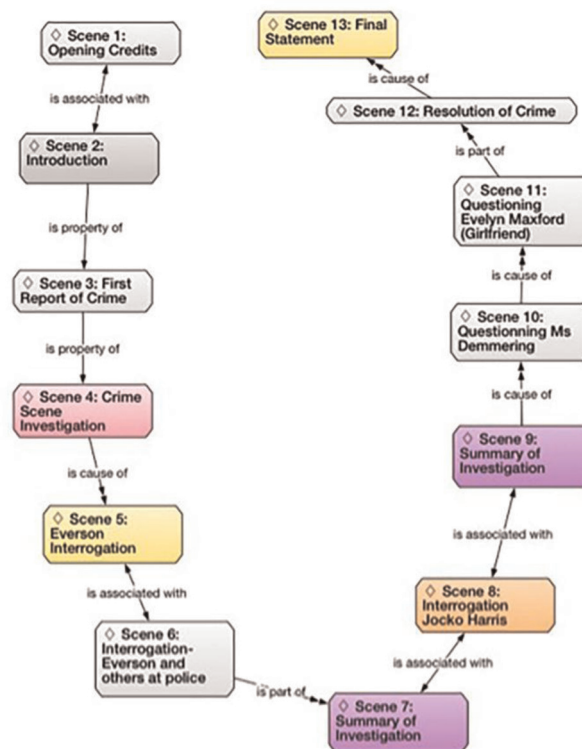 ◇ Scene 1:
Opening Credits
is associated with
◇ Scene 2:
Introduction
is property of
◇ Scene 3: First
Report of Crime
is property of
◇ Scene 4: Crime
Scene
Investigation
is cause of
◇ Scene 5:
Everson
Interrogation
is associated with
◇ Scene 6:
Interrogation-
Everson and
others at police
is part of
◇ Scene 7:
Summary of
Investigation
is associated with
◇ Scene 8:
Interrogation
Jocko Harris
is associated with
◇ Scene 9:
Summary of
Investigation
is cause of
◇ Scene 10:
Questionning Ms
Demmering
is cause of
◇ Scene 11:
Questioning
Evelyn Maxford
(Girlfriend)
is part of
◇ Scene 12: Resolution of Crime
is cause of
◇ Scene 13: Final
Statement